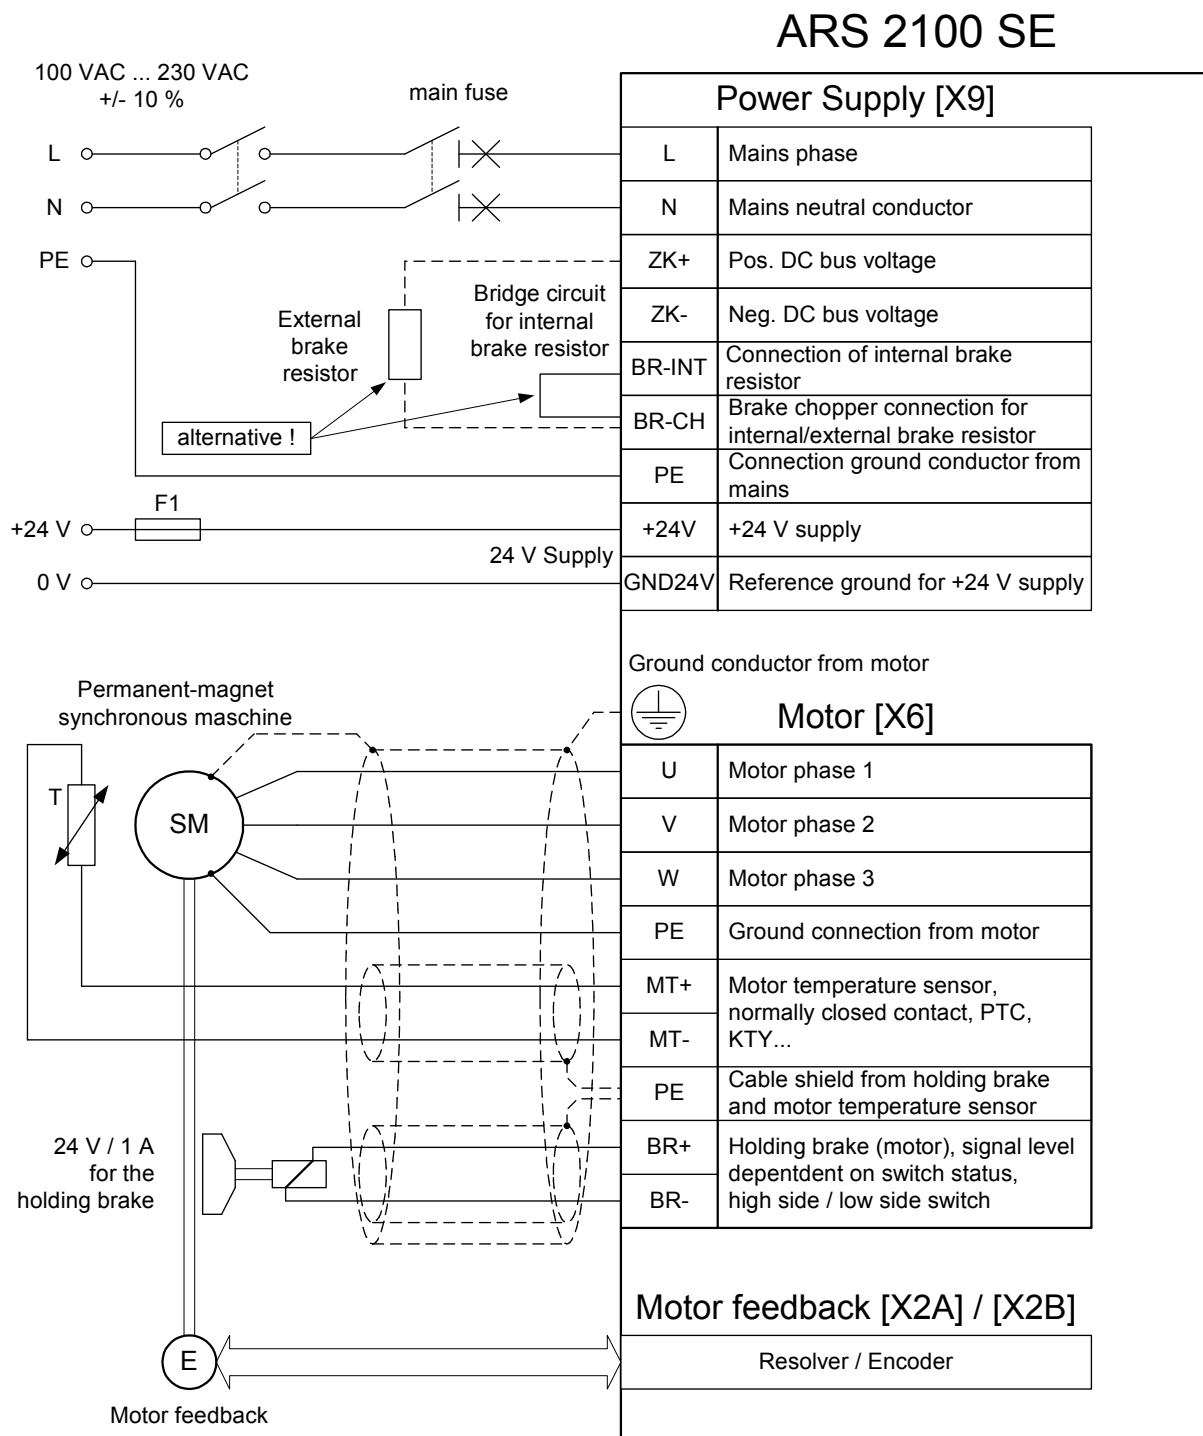 ARS 2100 SE
100 VAC ... 230 VAC
+/- 10 %
main fuse
Power Supply [X9]
L
L
Mains phase
N
N
Mains neutral conductor
PE
ZK+
Pos. DC bus voltage
External
brake
resistor
Bridge circuit
for internal
brake resistor
ZK-
Neg. DC bus voltage
BR-INT
Connection of internal brake
resistor
alternative !
BR-CH
Brake chopper connection for
internal/external brake resistor
PE
Connection ground conductor from
mains
F1
+24 V
+24V
+24 V supply
24 V Supply
0 V
GND24V
Reference ground for +24 V supply
Ground conductor from motor
Permanent-magnet
synchronous maschine
Motor [X6]
T
SM
U
Motor phase 1
V
Motor phase 2
W
Motor phase 3
PE
Ground connection from motor
MT+
MT-
Motor temperature sensor,
normally closed contact, PTC,
KTY...
PE
Cable shield from holding brake
and motor temperature sensor
24 V / 1 A
for the
holding brake
BR+
BR-
Holding brake (motor), signal level
depentdent on switch status,
high side / low side switch
Motor feedback [X2A] / [X2B]
E
Resolver / Encoder
Motor feedback